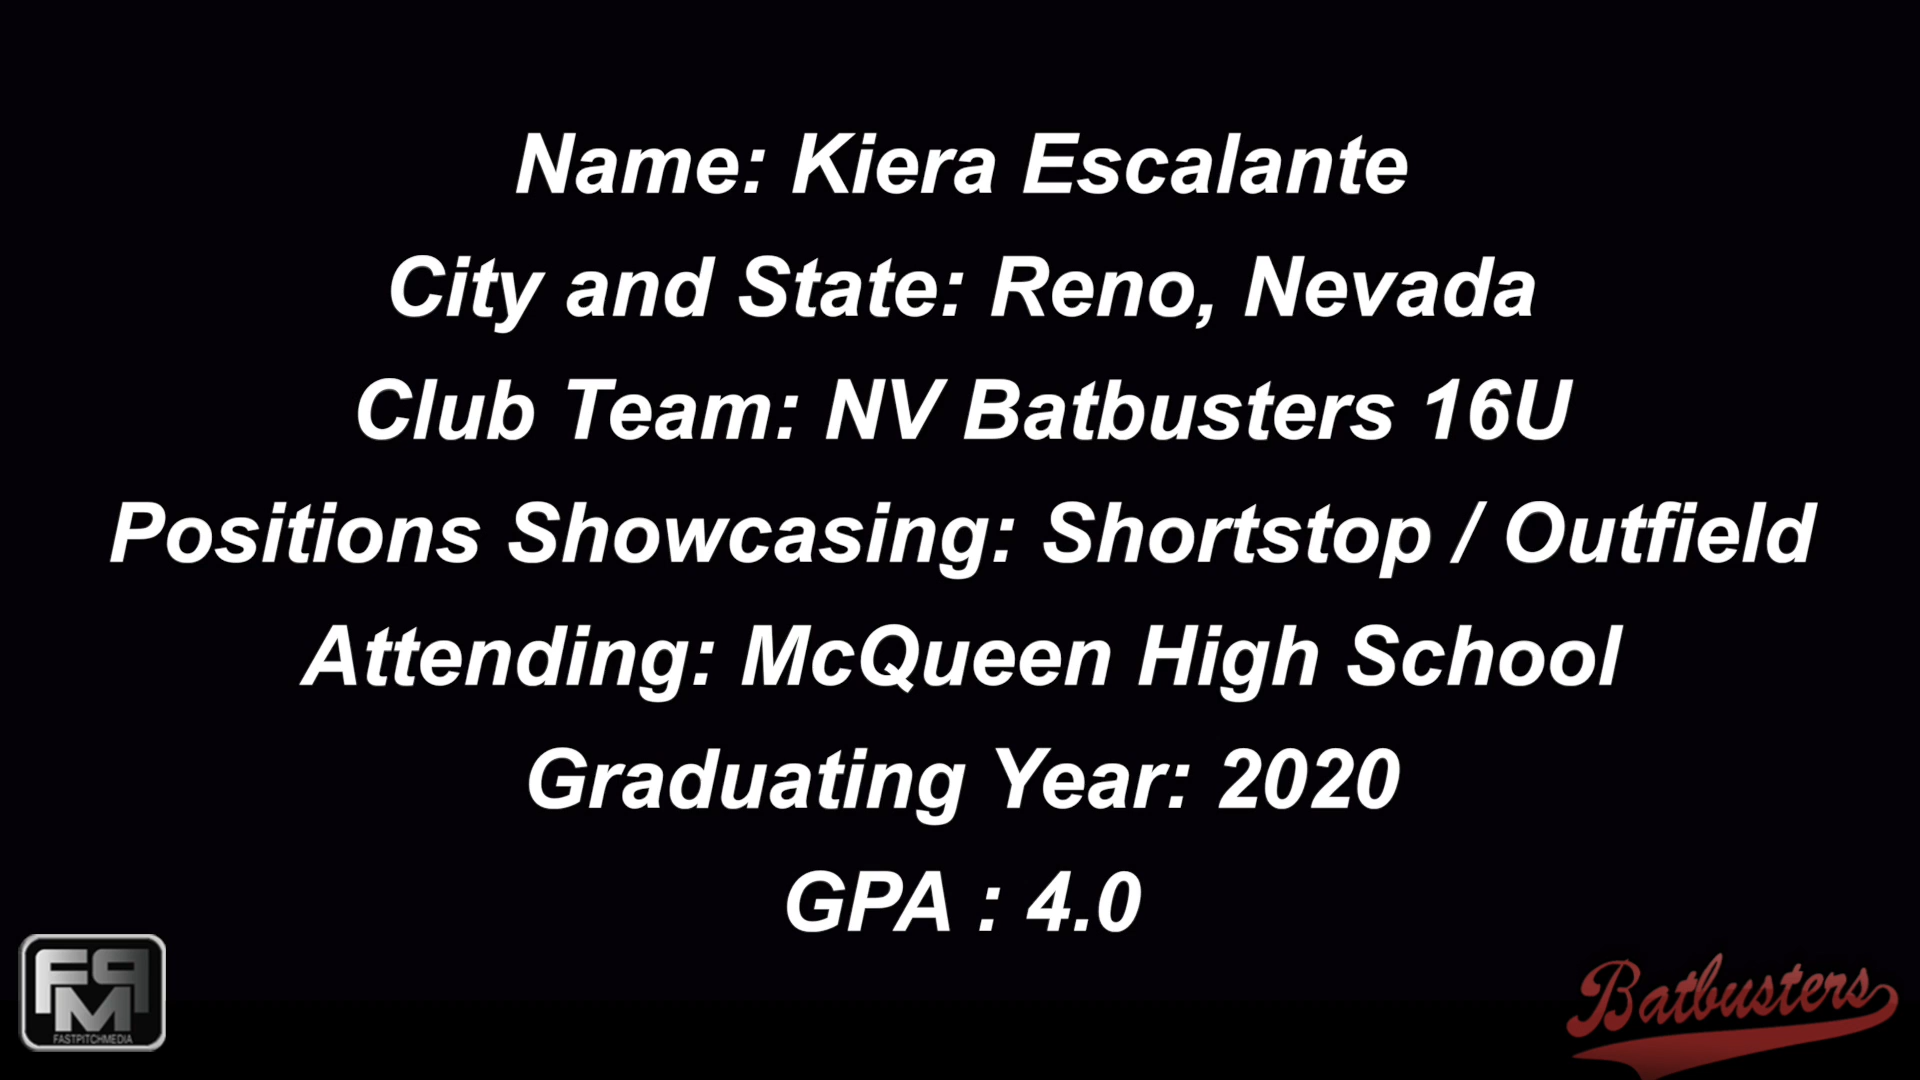 Name: Kiera Escalante
City and State: Reno, Nevada
Club Team: NV Batbusters 16U
Positions Showcasing: Shortstop / Outfield
Attending: McQueen High School
Graduating Year: 2020
GPA : 4.0
FPM
FASTPITCHMEDIA
Batbusters